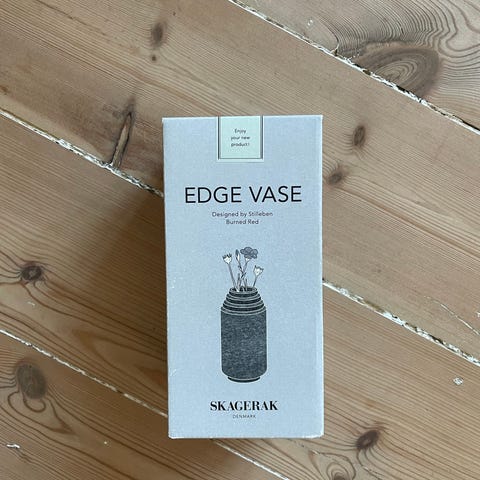 Enjoy
your new
product!
EDGE VASE
Designed by Stilleben
Burned Red
SKAGERAK
DENMARK